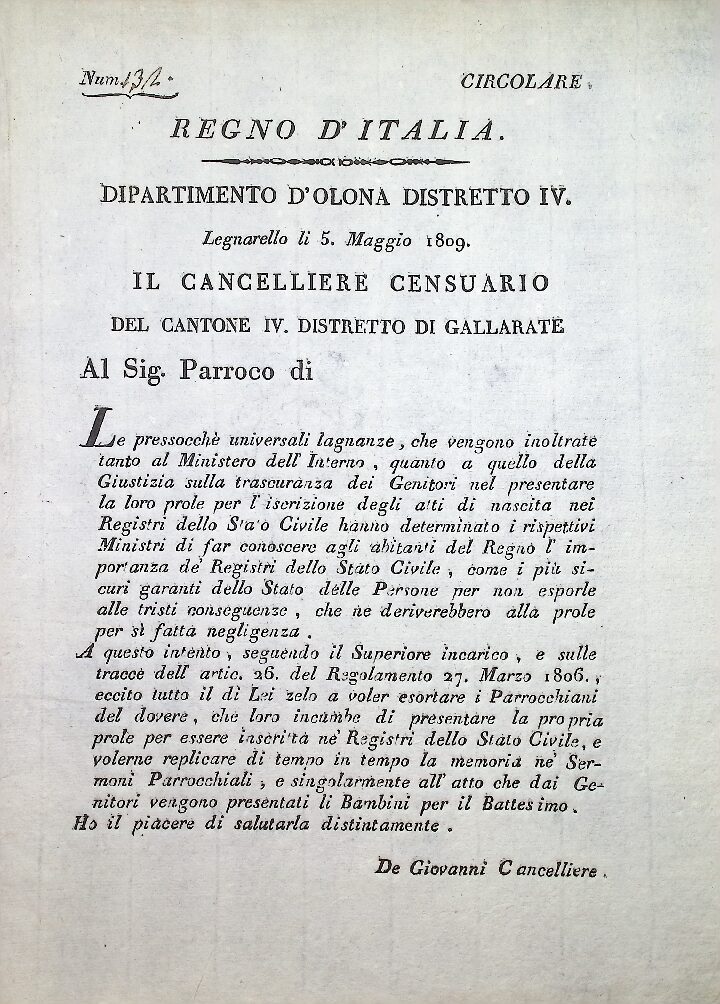 Num. 132. CIRCOLARE.
REGNO D' ITALIA.
DIPARTIMENTO D'OLONA DISTRETTO IV.
Legnarello li 5. Maggio 1809.
IL CANCELLIERE CENSUARIO
DEL CANTONE IV. DISTRETTO DI GALLARATE
Al Sig. Parroco di
Le pressocchè universali lagnanze, che vengono inoltrate
tanto al Ministero dell' Interno, quanto a quello della
Giustizia sulla trascuranza dei Genitori nel presentare
la loro prole per l' iscrizione degli atti di nascita nei
Registri dello Stato Civile hanno determinato i rispettivi
Ministri di far conoscere agli abitanti del Regno l' im-
portanza de' Registri dello Stato Civile, come i più si-
curi garanti dello Stato delle Persone per non esporle
alle tristi conseguenze, che ne deriverebbero alla prole
per sì fatta negligenza.
A questo intento, seguendo il Superiore incarico, e sulle
tracce dell' artic. 26. del Regolamento 27. Marzo 1806.,
eccito tutto il di Lei zelo a voler esortare i Parrocchiani
del dovere, che loro incumbe di presentare la propria
prole per essere inscritta ne' Registri dello Stato Civile, e
volerne replicare di tempo in tempo la memoria ne' Ser-
moni Parrocchiali, e singolarmente all' atto che dai Ge-
nitori vengono presentati li Bambini per il Battesimo.
Ho il piacere di salutarla distintamente.
De Giovanni Cancelliere.